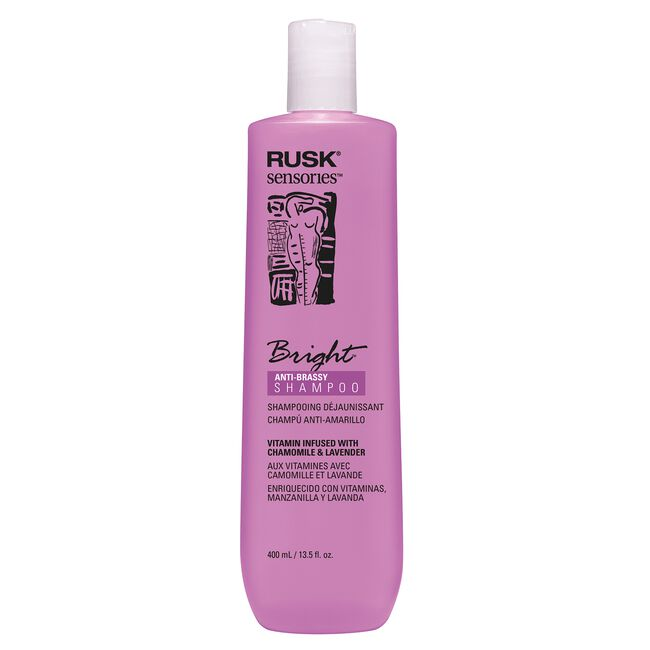 RUSK®
sensories™
Bright™
ANTI-BRASSY
SHAMPOO
SHAMPOOING DÉJAUNISSANT
CHAMPÚ ANTI-AMARILLO
VITAMIN INFUSED WITH
CHAMOMILE & LAVENDER
AUX VITAMINES AVEC
CAMOMILLE ET LAVANDE
ENRIQUECIDO CON VITAMINAS,
MANZANILLA Y LAVANDA
400 mL / 13.5 fl. oz.